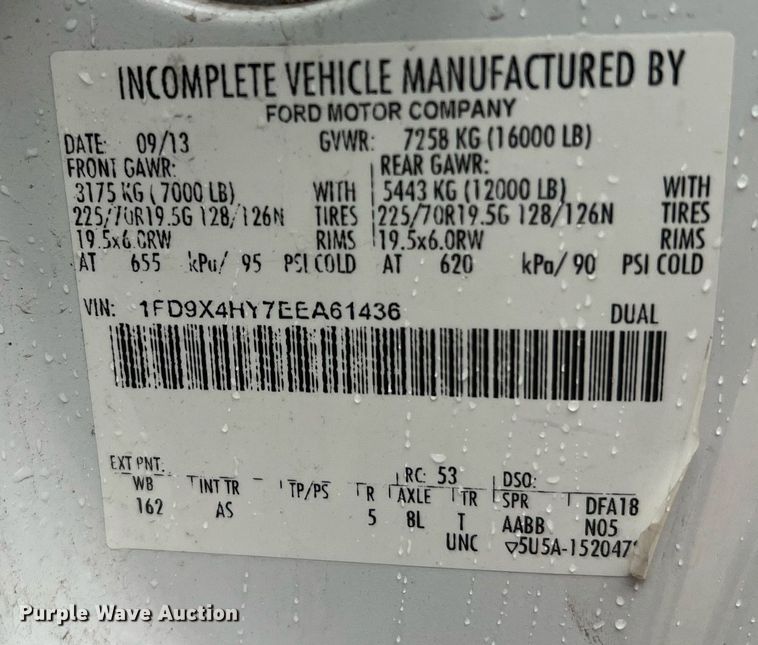 INCOMPLETE VEHICLE MANUFACTURED BY
FORD MOTOR COMPANY
DATE: 09/13 GVWR: 7258 KG (16000 LB)
FRONT GAWR: REAR GAWR:
3175 KG (7000 LB) WITH 5443 KG (12000 LB) WITH
225/70R19.5G 128/126N TIRES 225/70R19.5G 128/126N TIRES
19.5x6.0RW RIMS 19.5x6.0RW RIMS
AT 655 kPa/ 95 PSI COLD AT 620 kPa/ 90 PSI COLD
VIN: 1FD9X4HY7EEA61436 DUAL
EXT PNT: RC: 53 DSO:
WB INT TR TP/PS R AXLE TR SPR DFA18
162 AS 5 8L T AABB N05
UNC ▽5U5A-1520472
Purple Wave Auction